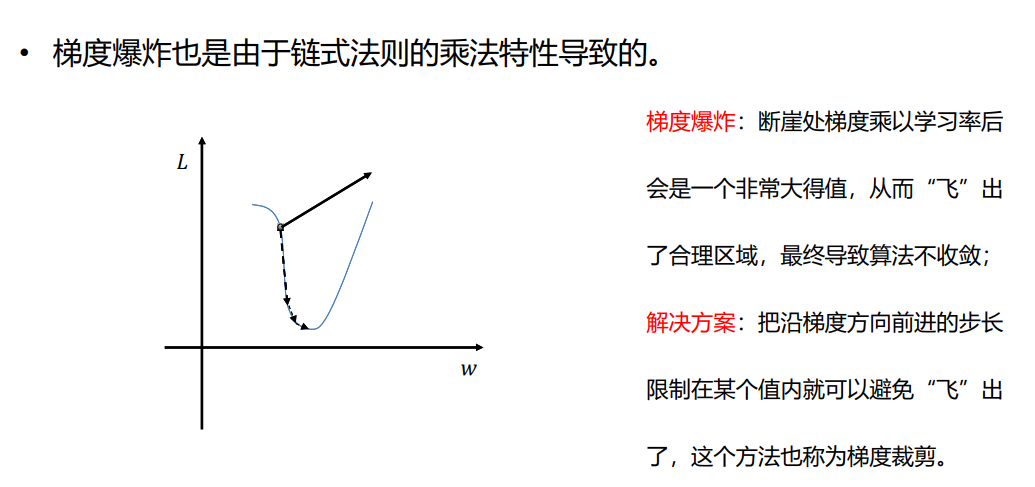 • 梯度爆炸也是由于链式法则的乘法特性导致的。
L
w
梯度爆炸：断崖处梯度乘以学习率后
会是一个非常大得值，从而“飞”出
了合理区域，最终导致算法不收敛；
解决方案：把沿梯度方向前进的步长
限制在某个值内就可以避免“飞”出
了，这个方法也称为梯度裁剪。